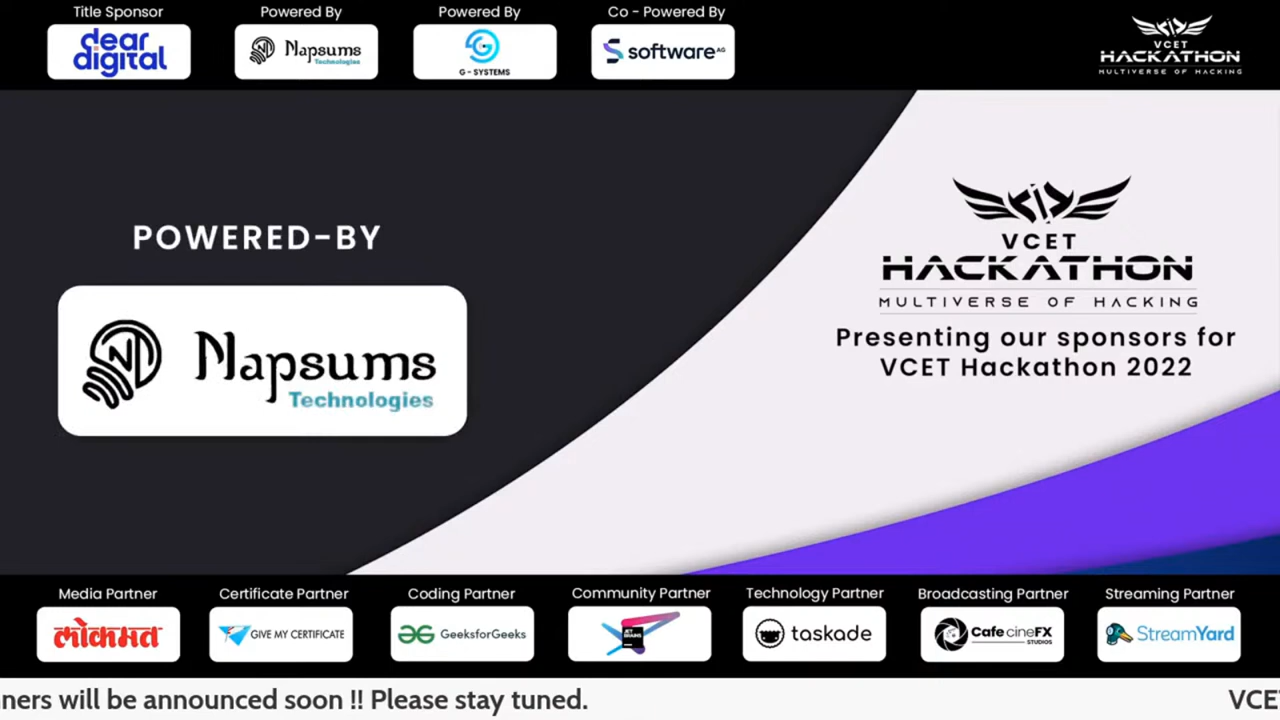 Title Sponsor
Powered By
Powered By
Co - Powered By
dear
digital
Napsums
Technologies
G - SYSTEMS
software AG
VCET
HACKATHON
MULTIVERSE OF HACKING
POWERED-BY
Napsums
Technologies
VCET
HACKATHON
MULTIVERSE OF HACKING
Presenting our sponsors for
VCET Hackathon 2022
Media Partner
Certificate Partner
Coding Partner
Community Partner
Technology Partner
Broadcasting Partner
Streaming Partner
लोकमत
GIVE MY CERTIFICATE
GeeksforGeeks
JET
BRAINS
taskade
Cafe cineFX
STUDIOS
StreamYard
nners will be announced soon !! Please stay tuned.
VCE